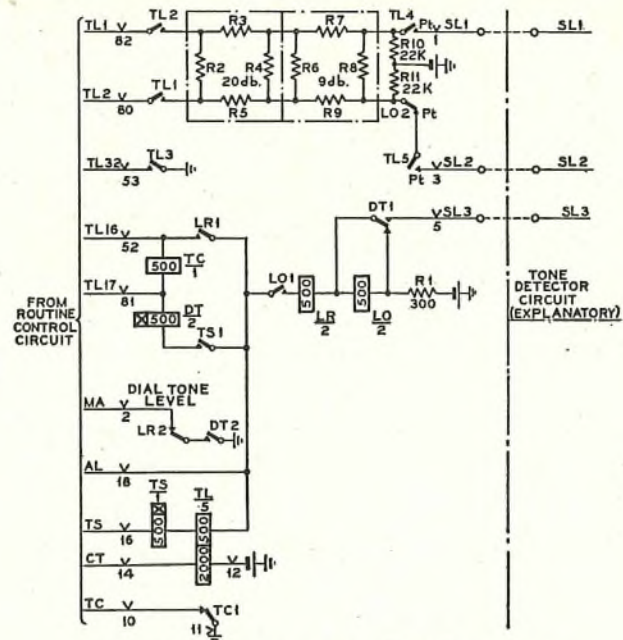 TL1 82 TL2 R3 R7 TL4 Pt 1 SL1 SL1
R10 22K
R2 R4 R6 R8
20db. 9db.
R11 22K
TL2 80 TL1 R5 R9 LO2 Pt
TL5 Pt 3 SL2 SL2
TL32 53 TL3
DT1 5 SL3 SL3
TL16 52 LR1
500 TC 1
TL17 81
LO1 500 500 R1 300
LR 2 LO 2
500 DT 2
TS1
FROM ROUTINE CONTROL CIRCUIT
TONE DETECTOR CIRCUIT (EXPLANATORY)
DIAL TONE LEVEL
MA 2
LR2 DT2
AL 18
TS 1 TL 5
TS 16 500 500
CT 14 2000 12
TC 10 TC1
11